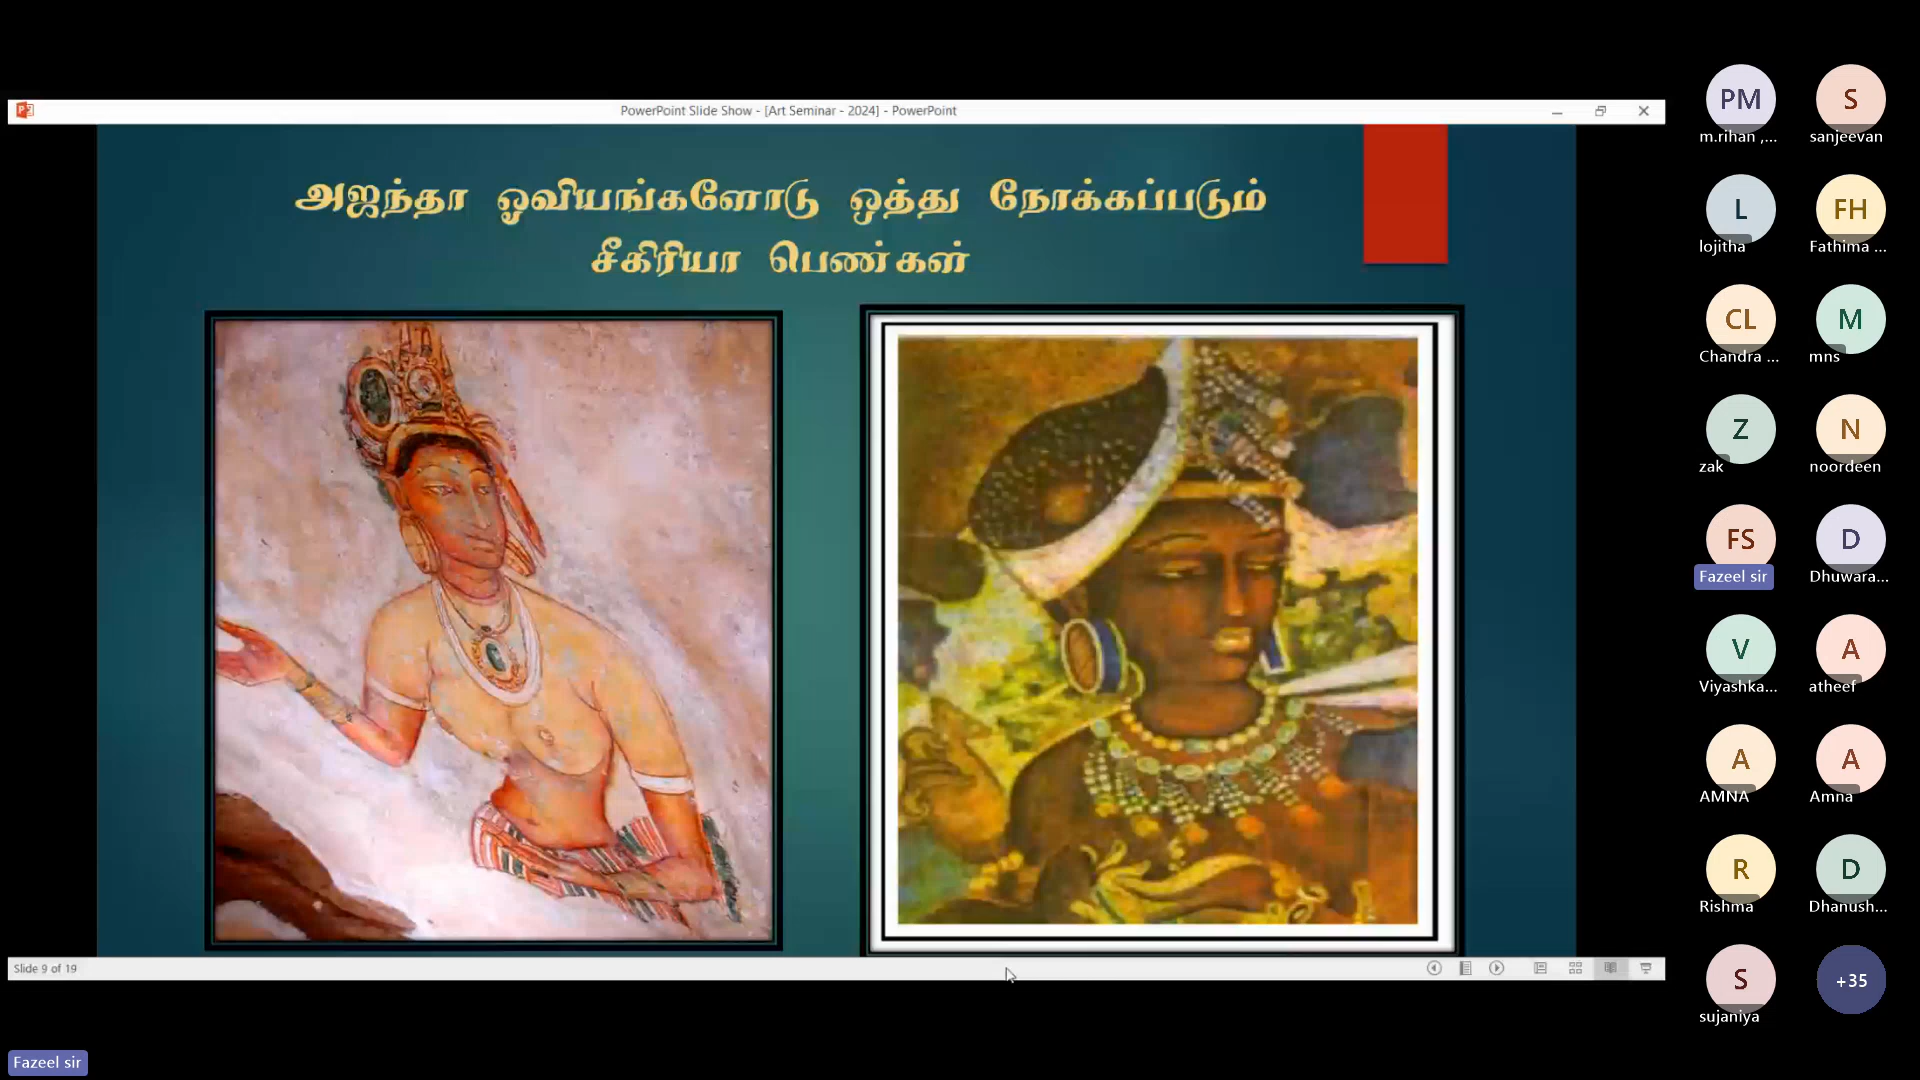 PowerPoint Slide Show - [Art Seminar - 2024] - PowerPoint
அஜந்தா ஓவியங்களோடு ஒத்து நோக்கப்படும்
சீகிரியா பெண்கள்
Slide 9 of 19
Fazeel sir
PM
m.rihan ,...
S
sanjeevan
L
lojitha
FH
Fathima ...
CL
Chandra ...
M
mns
Z
zak
N
noordeen
FS
Fazeel sir
D
Dhuwara...
V
Viyashka...
A
atheef
A
AMNA
A
Amna
R
Rishma
D
Dhanush...
S
sujaniya
+35